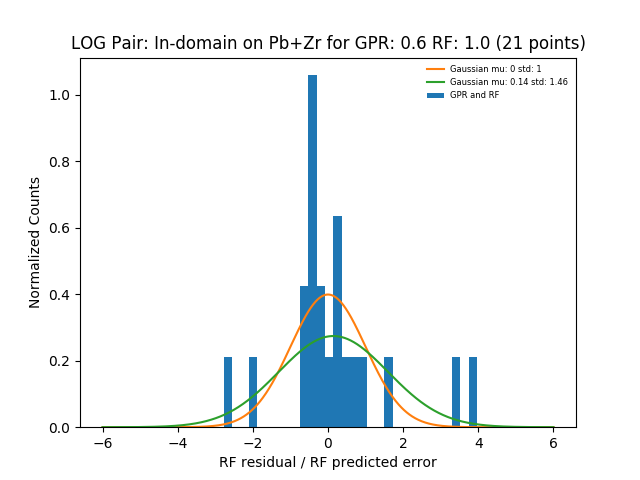 LOG Pair: In-domain on Pb+Zr for GPR: 0.6 RF: 1.0 (21 points)
Gaussian mu: 0 std: 1
Gaussian mu: 0.14 std: 1.46
GPR and RF
Normalized Counts
1.0
0.8
0.6
0.4
0.2
0.0
−6 −4 −2 0 2 4 6
RF residual / RF predicted error